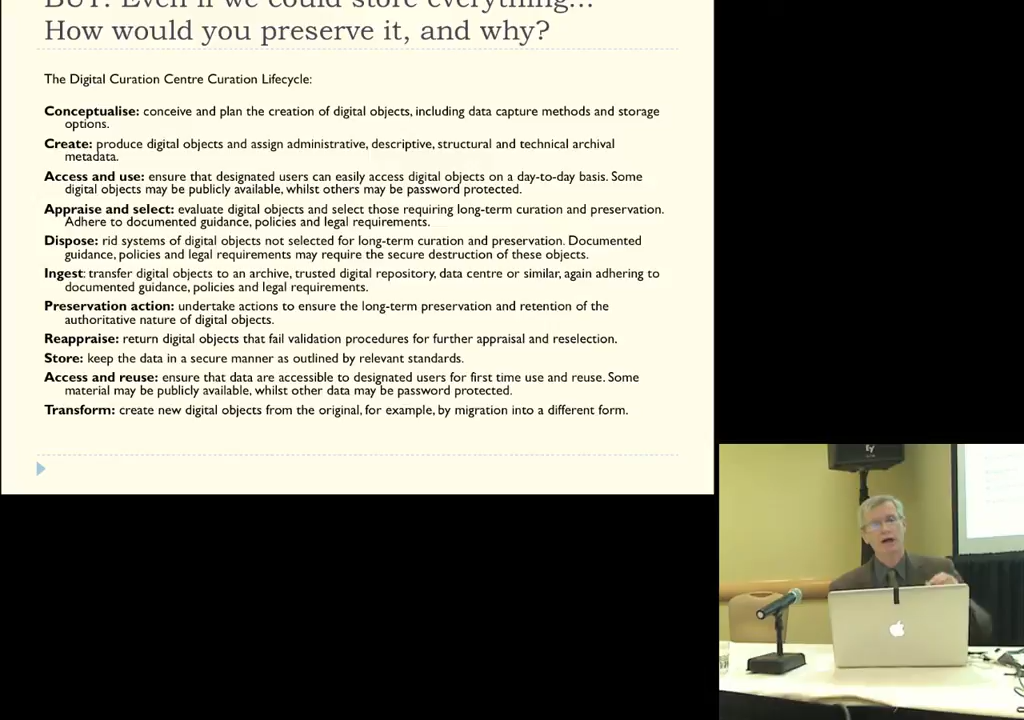 BUT: Even if we could store everything...
How would you preserve it, and why?
The Digital Curation Centre Curation Lifecycle:
Conceptualise: conceive and plan the creation of digital objects, including data capture methods and storage
options.
Create: produce digital objects and assign administrative, descriptive, structural and technical archival
metadata.
Access and use: ensure that designated users can easily access digital objects on a day-to-day basis. Some
digital objects may be publicly available, whilst others may be password protected.
Appraise and select: evaluate digital objects and select those requiring long-term curation and preservation.
Adhere to documented guidance, policies and legal requirements.
Dispose: rid systems of digital objects not selected for long-term curation and preservation. Documented
guidance, policies and legal requirements may require the secure destruction of these objects.
Ingest: transfer digital objects to an archive, trusted digital repository, data centre or similar, again adhering to
documented guidance, policies and legal requirements.
Preservation action: undertake actions to ensure the long-term preservation and retention of the
authoritative nature of digital objects.
Reappraise: return digital objects that fail validation procedures for further appraisal and reselection.
Store: keep the data in a secure manner as outlined by relevant standards.
Access and reuse: ensure that data are accessible to designated users for first time use and reuse. Some
material may be publicly available, whilst other data may be password protected.
Transform: create new digital objects from the original, for example, by migration into a different form.